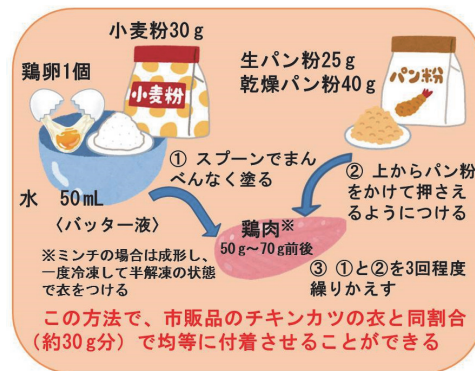 小麦粉30g
鶏卵1個
小麦粉
生パン粉25g
乾燥パン粉40g
パン粉
① スプーンでまん
べんなく塗る
② 上からパン粉
をかけて押さえ
るようにつける
水 50mL
〈バッター液〉
鶏肉※
50g～70g前後
※ミンチの場合は成形し、
一度冷凍して半解凍の状態
で衣をつける
③ ①と②を3回程度
繰りかえす
この方法で、市販品のチキンカツの衣と同割合
（約30g分）で均等に付着させることができる